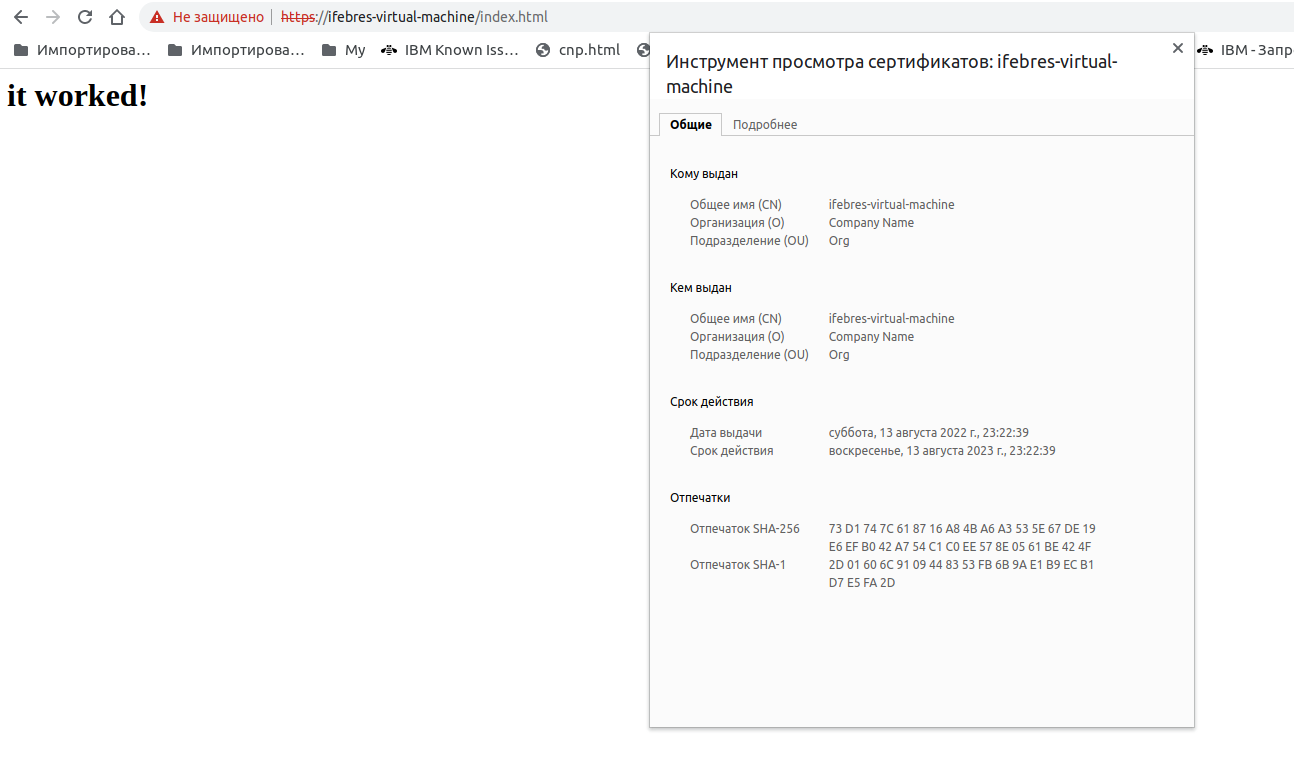 Не защищено https://ifebres-virtual-machine/index.html
Импортирова… Импортирова… My IBM Known Iss… cnp.html IBM - Запр
it worked!
Инструмент просмотра сертификатов: ifebres-virtual-
machine
Общие Подробнее
Кому выдан
Общее имя (CN) ifebres-virtual-machine
Организация (O) Company Name
Подразделение (OU) Org
Кем выдан
Общее имя (CN) ifebres-virtual-machine
Организация (O) Company Name
Подразделение (OU) Org
Срок действия
Дата выдачи суббота, 13 августа 2022 г., 23:22:39
Срок действия воскресенье, 13 августа 2023 г., 23:22:39
Отпечатки
Отпечаток SHA-256 73 D1 74 7C 61 87 16 A8 4B A6 A3 53 5E 67 DE 19
E6 EF B0 42 A7 54 C1 C0 EE 57 8E 05 61 BE 42 4F
Отпечаток SHA-1 2D 01 60 6C 91 09 44 83 53 FB 6B 9A E1 B9 EC B1
D7 E5 FA 2D